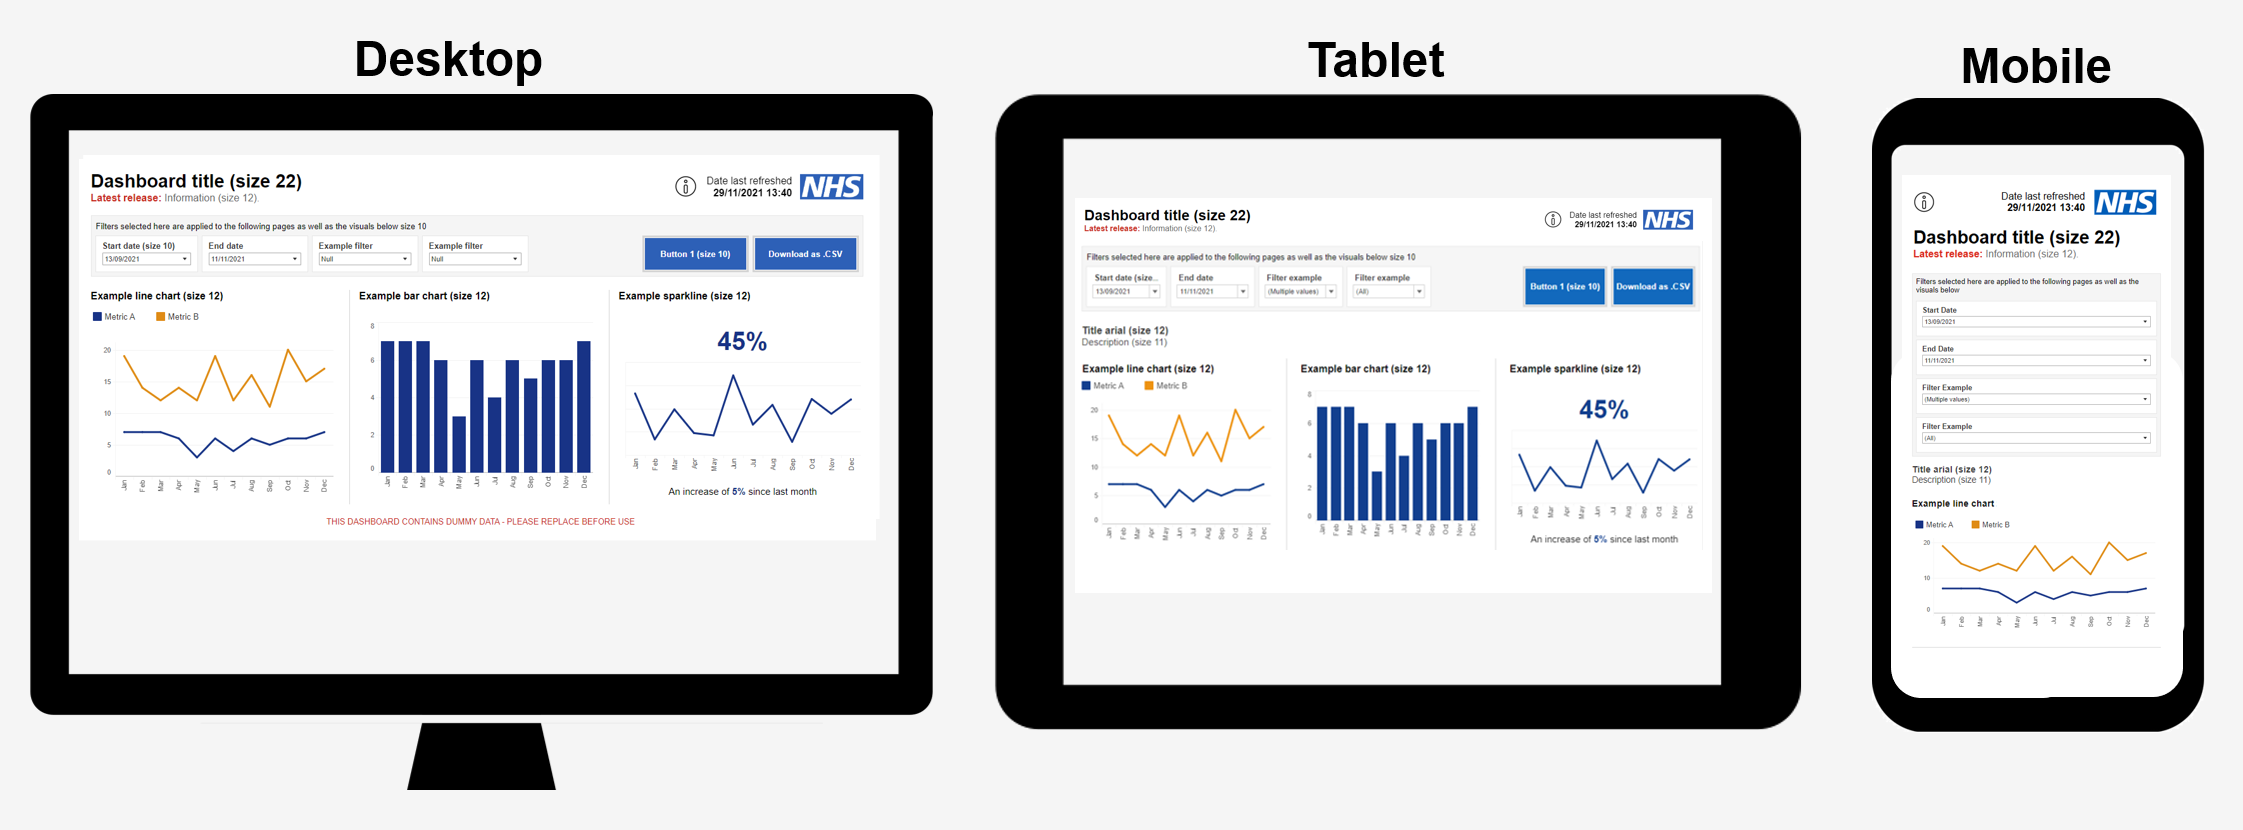 Desktop
Dashboard title (size 22)
Latest release: Information (size 12).
Date last refreshed
29/11/2021 13:40
NHS
Filters selected here are applied to the following pages as well as the visuals below size 10
Start date (size 10)
End date
Example filter
Example filter
13/09/2021
11/11/2021
Null
Null
Button 1 (size 10)
Download as .CSV
Example line chart (size 12)
Metric A
Metric B
20
15
10
5
0
Jan
Feb
Mar
Apr
May
Jun
Jul
Aug
Sep
Oct
Nov
Dec
Example bar chart (size 12)
8
6
4
2
0
Jan
Feb
Mar
Apr
May
Jun
Jul
Aug
Sep
Oct
Nov
Dec
Example sparkline (size 12)
45%
Jan
Feb
Mar
Apr
May
Jun
Jul
Aug
Sep
Oct
Nov
Dec
An increase of 5% since last month
THIS DASHBOARD CONTAINS DUMMY DATA - PLEASE REPLACE BEFORE USE
Tablet
Dashboard title (size 22)
Latest release: Information (size 12).
Date last refreshed
29/11/2021 13:40
NHS
Filters selected here are applied to the following pages as well as the visuals below size 10
Start date (size...
End date
Filter example
Filter example
13/09/2021
11/11/2021
(Multiple values)
(All)
Button 1 (size 10)
Download as .CSV
Title arial (size 12)
Description (size 11)
Example line chart (size 12)
Metric A
Metric B
20
15
10
5
0
Jan
Feb
Mar
Apr
May
Jun
Jul
Aug
Sep
Oct
Nov
Dec
Example bar chart (size 12)
8
6
4
2
0
Jan
Feb
Mar
Apr
May
Jun
Jul
Aug
Sep
Oct
Nov
Dec
Example sparkline (size 12)
45%
Jan
Feb
Mar
Apr
May
Jun
Jul
Aug
Sep
Oct
Nov
Dec
An increase of 5% since last month
Mobile
Date last refreshed
29/11/2021 13:40
NHS
Dashboard title (size 22)
Latest release: Information (size 12).
Filters selected here are applied to the following pages as well as the
visuals below
Start Date
13/09/2021
End Date
11/11/2021
Filter Example
(Multiple values)
Filter Example
(All)
Title arial (size 12)
Description (size 11)
Example line chart
Metric A
Metric B
20
10
0
Jan
Feb
Mar
Apr
May
Jun
Jul
Aug
Sep
Oct
Nov
Dec